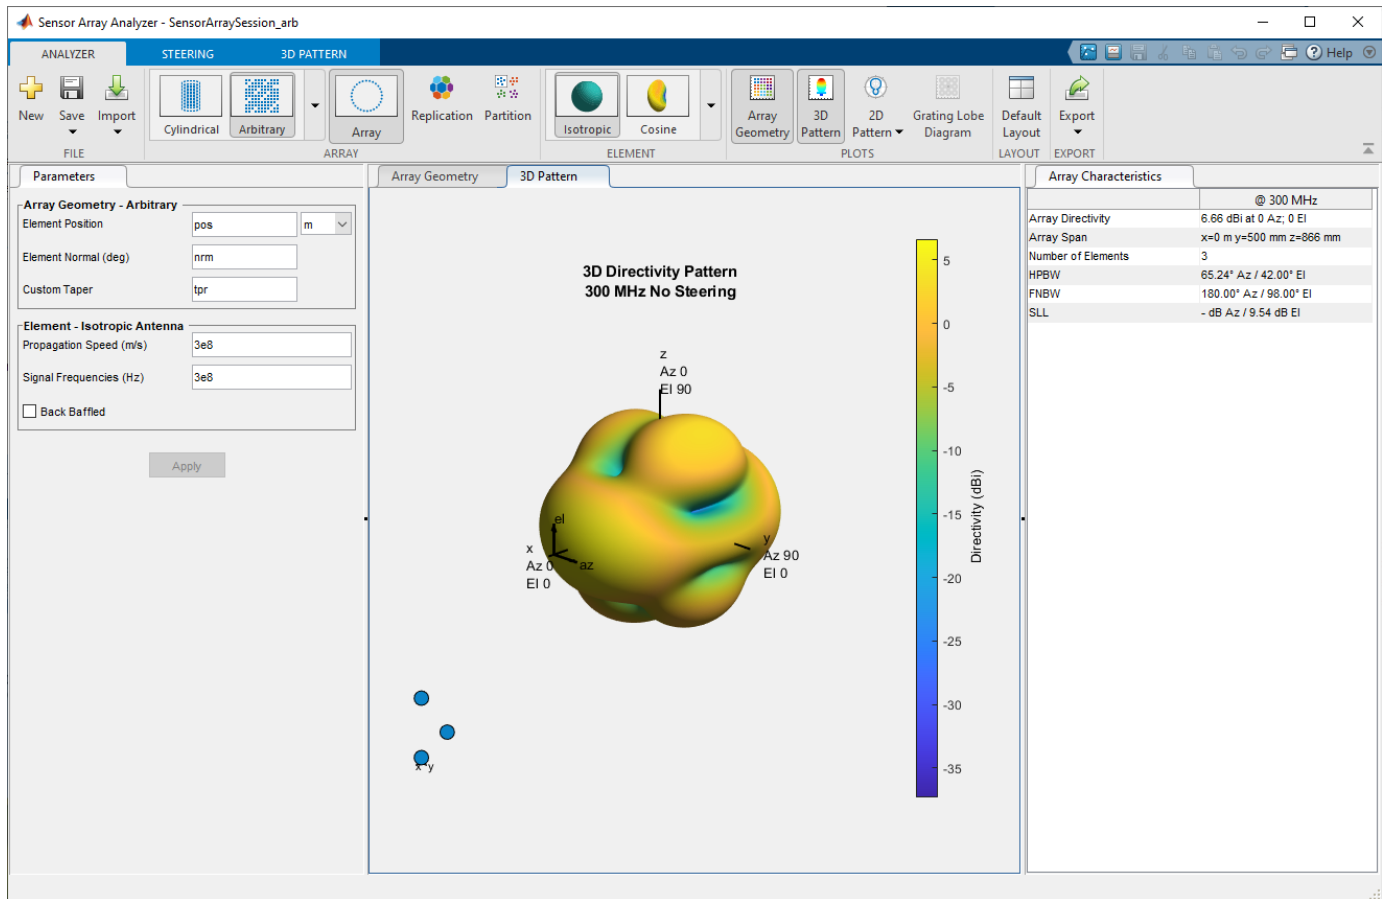 Sensor Array Analyzer - SensorArraySession_arb
ANALYZER STEERING 3D PATTERN
Help
New Save Import
Cylindrical Arbitrary
Array
Replication Partition
Isotropic Cosine
Array Geometry
3D Pattern
2D Pattern
Grating Lobe Diagram
Default Layout
Export
FILE ARRAY ELEMENT PLOTS LAYOUT EXPORT
Parameters
Array Geometry - Arbitrary
Element Position pos m
Element Normal (deg) nrm
Custom Taper tpr
Element - Isotropic Antenna
Propagation Speed (m/s) 3e8
Signal Frequencies (Hz) 3e8
Back Baffled
Apply
Array Geometry 3D Pattern
3D Directivity Pattern
300 MHz No Steering
z
Az 0
El 90
el
x
Az 0
El 0
az
y
Az 90
El 0
x y
5
0
-5
-10
-15
-20
-25
-30
-35
Directivity (dBi)
Array Characteristics
@ 300 MHz
Array Directivity 6.66 dBi at 0 Az; 0 El
Array Span x=0 m y=500 mm z=866 mm
Number of Elements 3
HPBW 65.24° Az / 42.00° El
FNBW 180.00° Az / 98.00° El
SLL - dB Az / 9.54 dB El